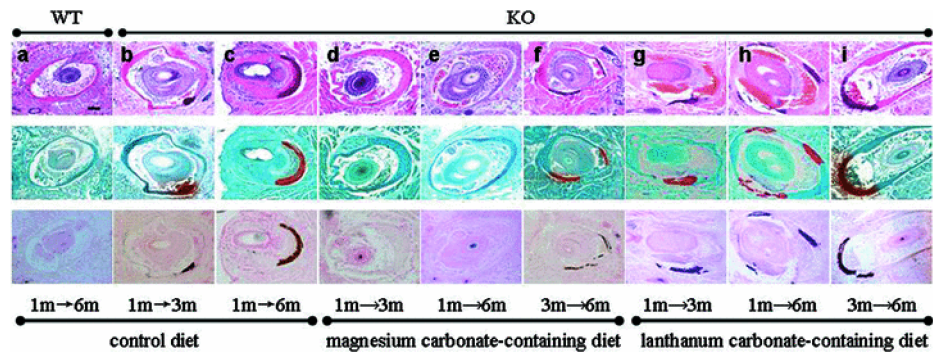 WT KO
a b c d e f g h i
1m→6m 1m→3m 1m→6m 1m→3m 1m→6m 3m→6m 1m→3m 1m→6m 3m→6m
control diet magnesium carbonate-containing diet lanthanum carbonate-containing diet